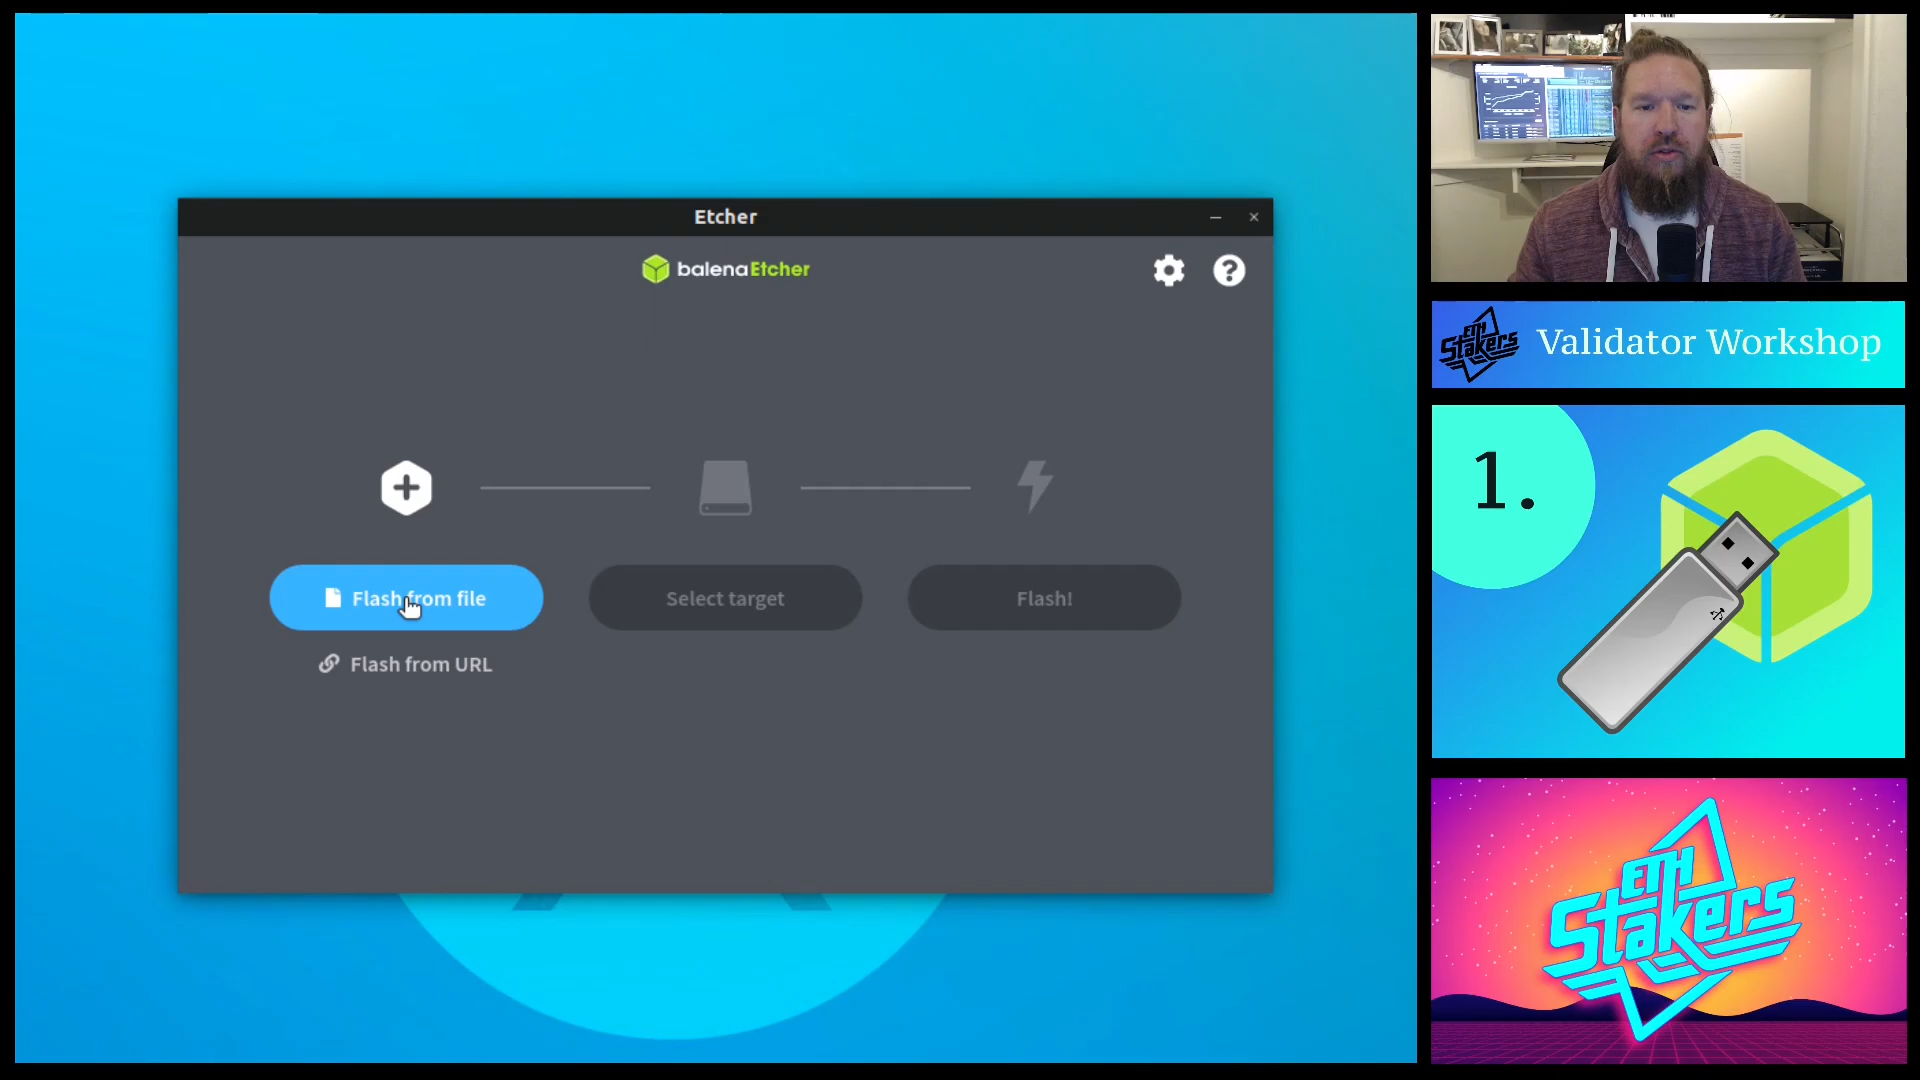 Etcher
balenaEtcher
Flash from file
Select target
Flash!
Flash from URL
ETH Stakers
Validator Workshop
1.
ETH
Stakers